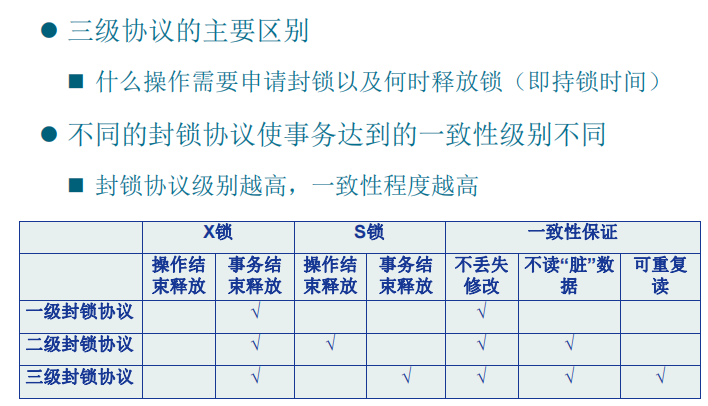 三级协议的主要区别
什么操作需要申请封锁以及何时释放锁（即持锁时间）
不同的封锁协议使事务达到的一致性级别不同
封锁协议级别越高，一致性程度越高
X锁 S锁 一致性保证
操作结束释放 事务结束释放 操作结束释放 事务结束释放 不丢失修改 不读“脏”数据 可重复读
一级封锁协议 √ √
二级封锁协议 √ √ √ √
三级封锁协议 √ √ √ √ √